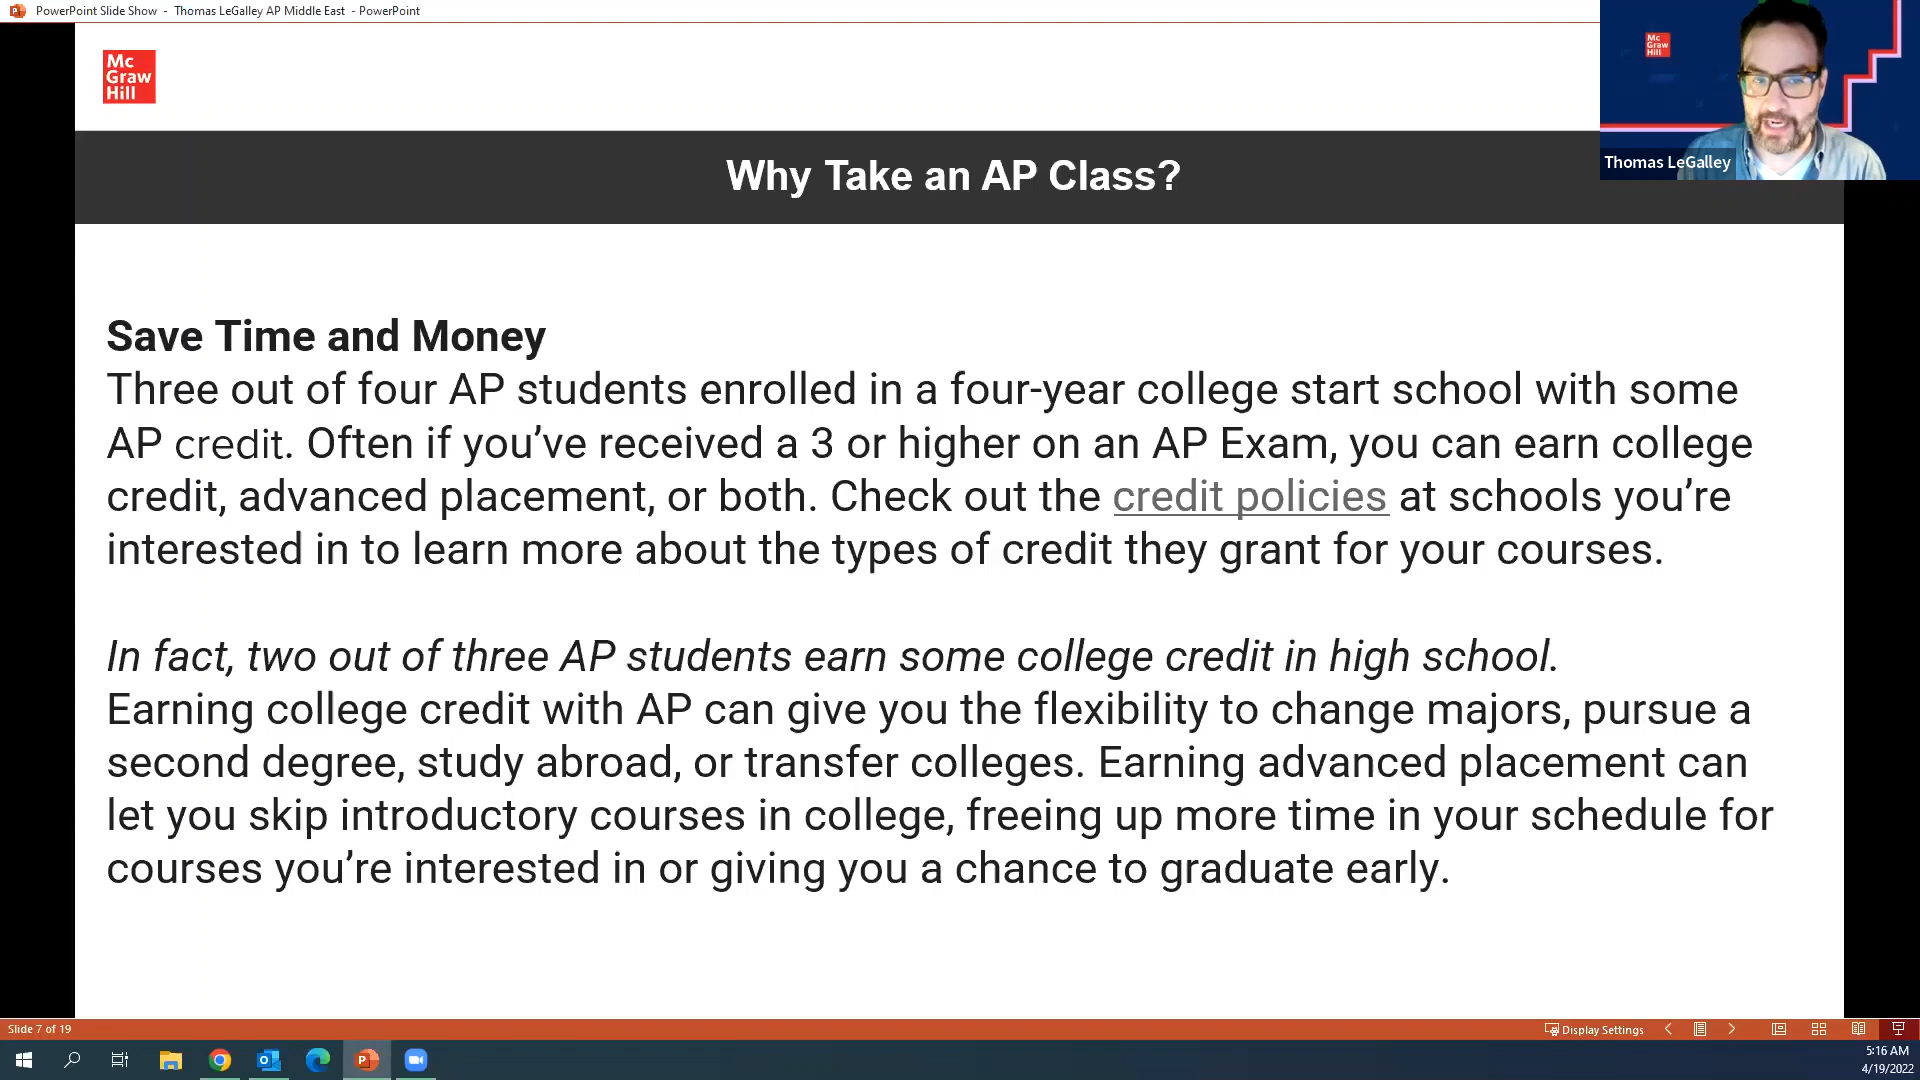 PowerPoint Slide Show - Thomas LeGalley AP Middle East - PowerPoint
Mc
Graw
Hill
Mc
Graw
Hill
Thomas LeGalley
Why Take an AP Class?
Save Time and Money
Three out of four AP students enrolled in a four-year college start school with some
AP credit. Often if you’ve received a 3 or higher on an AP Exam, you can earn college
credit, advanced placement, or both. Check out the credit policies at schools you’re
interested in to learn more about the types of credit they grant for your courses.
In fact, two out of three AP students earn some college credit in high school.
Earning college credit with AP can give you the flexibility to change majors, pursue a
second degree, study abroad, or transfer colleges. Earning advanced placement can
let you skip introductory courses in college, freeing up more time in your schedule for
courses you’re interested in or giving you a chance to graduate early.
Slide 7 of 19
Display Settings
5:16 AM
4/19/2022